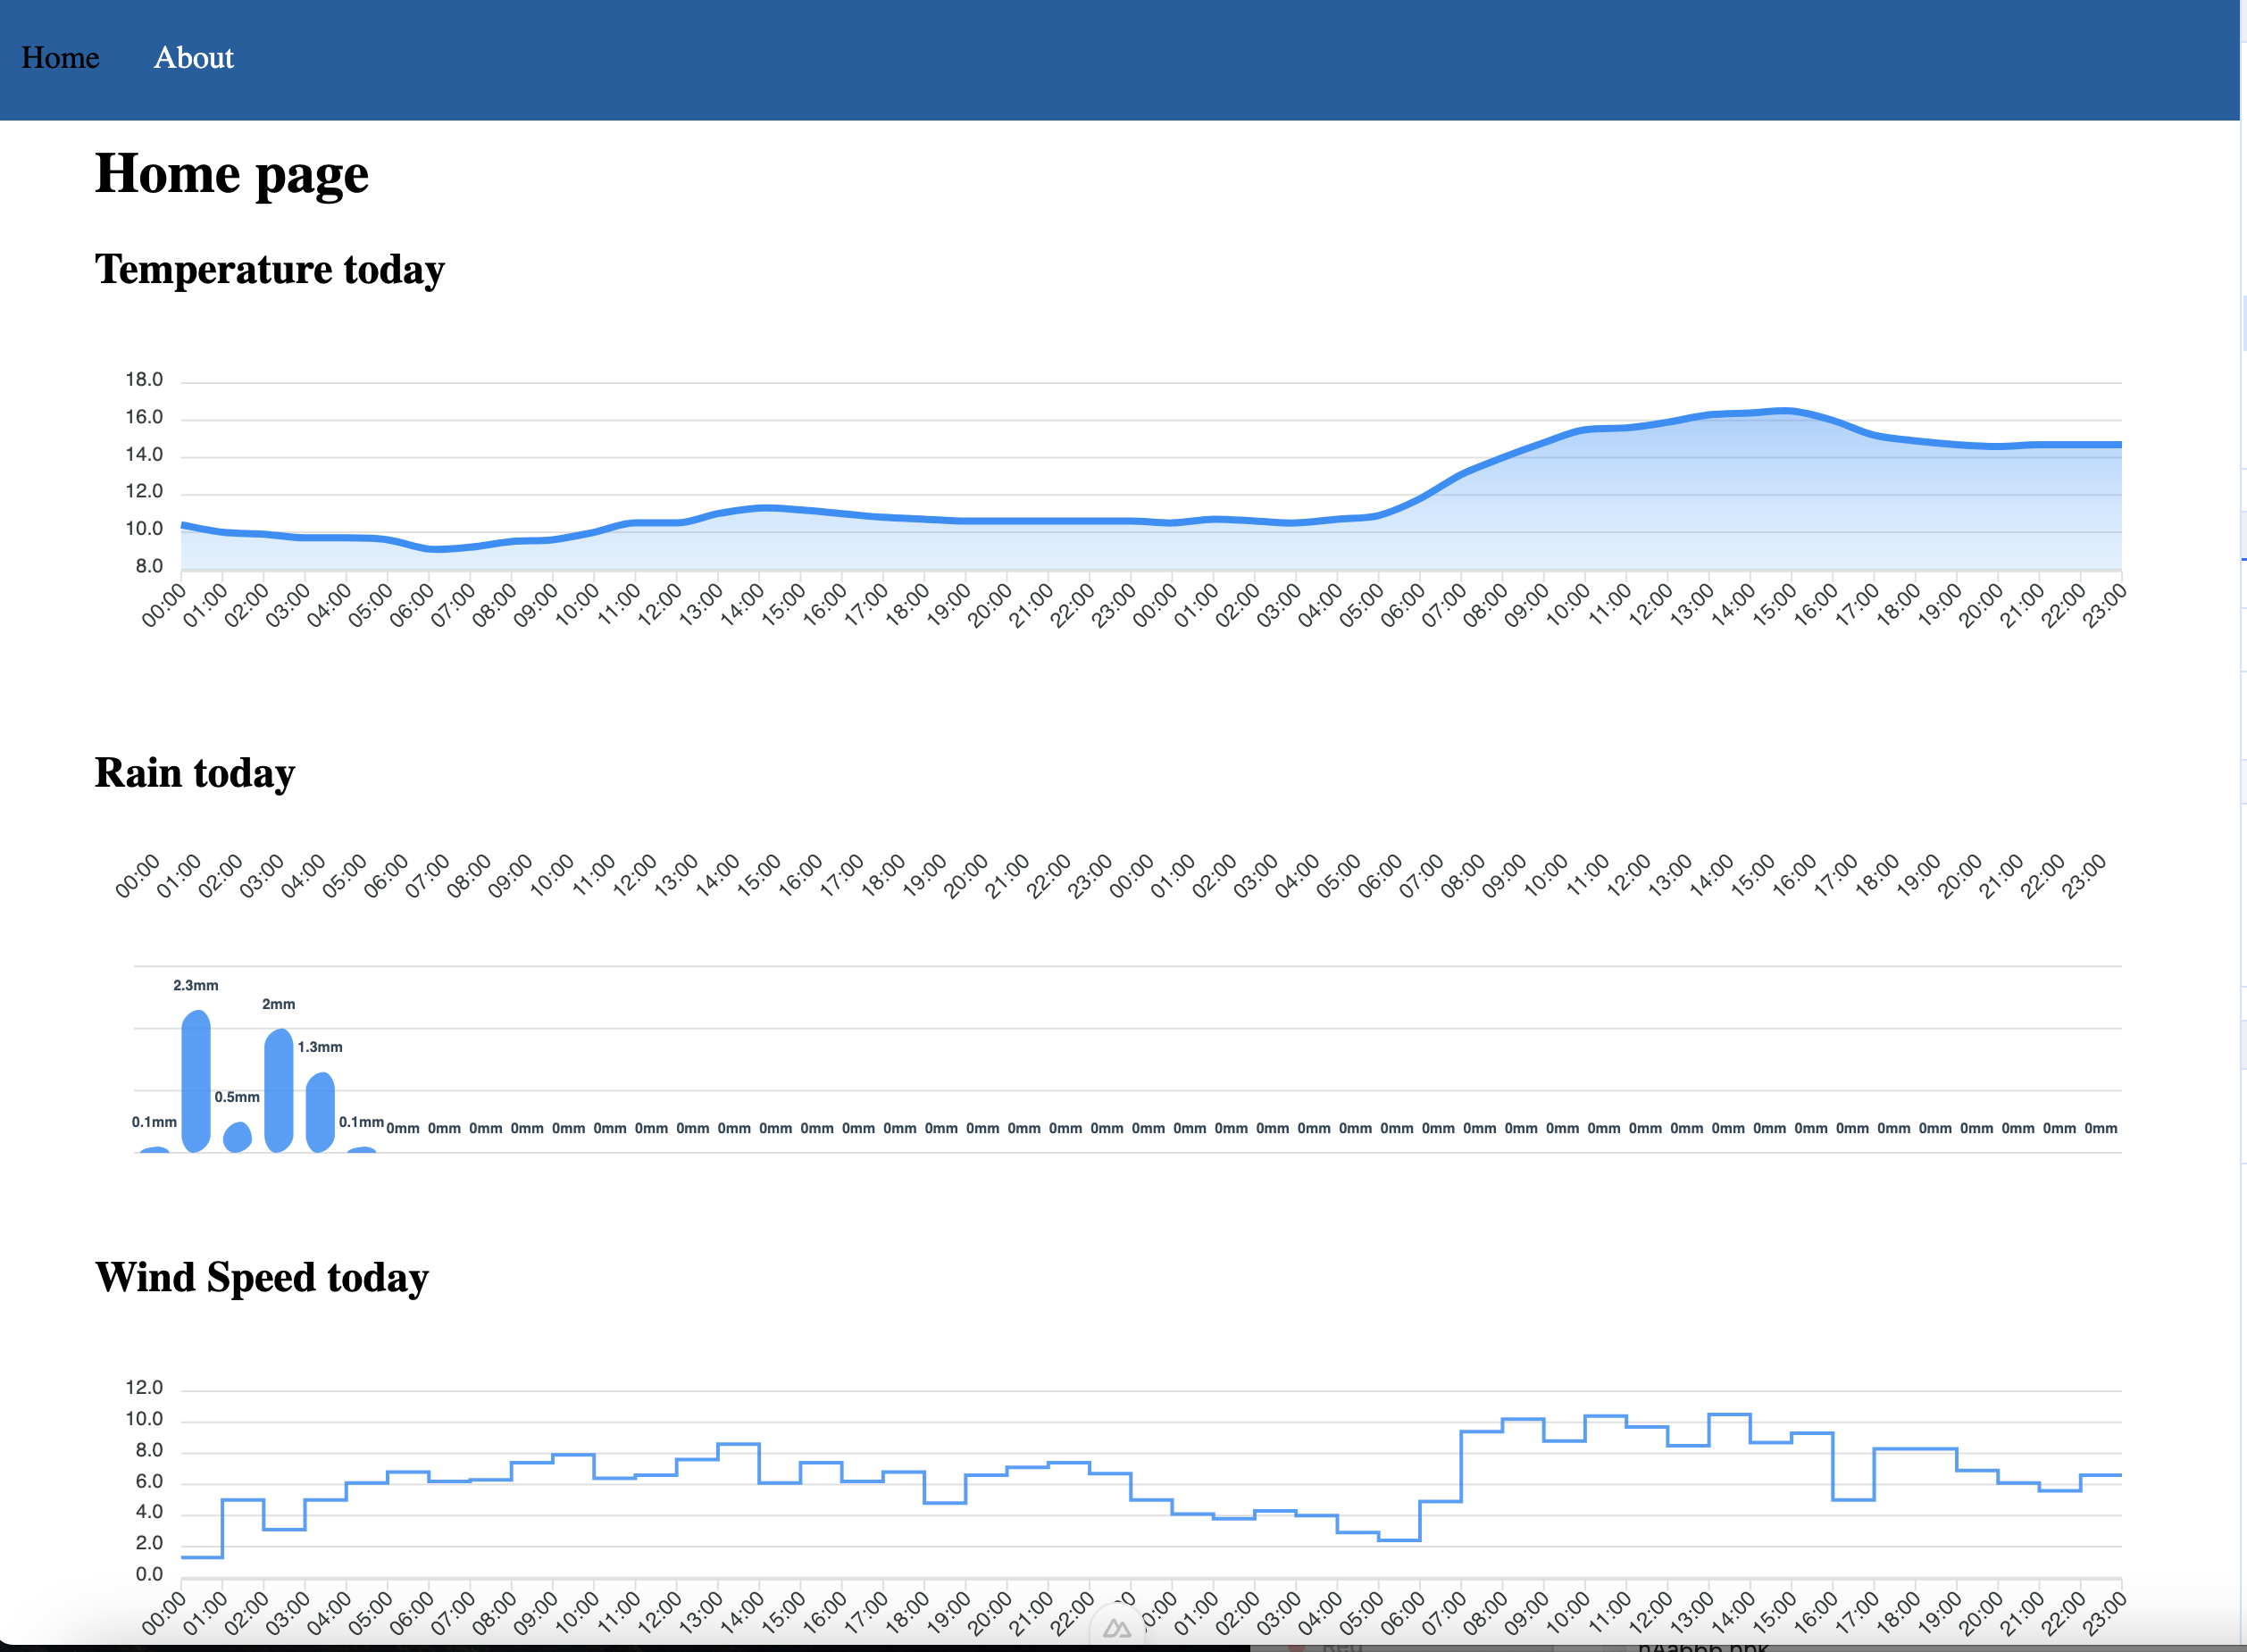 Home About
Home page
Temperature today
18.0
16.0
14.0
12.0
10.0
8.0
00:00 01:00 02:00 03:00 04:00 05:00 06:00 07:00 08:00 09:00 10:00 11:00 12:00 13:00 14:00 15:00 16:00 17:00 18:00 19:00 20:00 21:00 22:00 23:00 00:00 01:00 02:00 03:00 04:00 05:00 06:00 07:00 08:00 09:00 10:00 11:00 12:00 13:00 14:00 15:00 16:00 17:00 18:00 19:00 20:00 21:00 22:00 23:00
Rain today
00:00 01:00 02:00 03:00 04:00 05:00 06:00 07:00 08:00 09:00 10:00 11:00 12:00 13:00 14:00 15:00 16:00 17:00 18:00 19:00 20:00 21:00 22:00 23:00 00:00 01:00 02:00 03:00 04:00 05:00 06:00 07:00 08:00 09:00 10:00 11:00 12:00 13:00 14:00 15:00 16:00 17:00 18:00 19:00 20:00 21:00 22:00 23:00
2.3mm
2mm
1.3mm
0.5mm
0.1mm 0.1mm 0mm 0mm 0mm 0mm 0mm 0mm 0mm 0mm 0mm 0mm 0mm 0mm 0mm 0mm 0mm 0mm 0mm 0mm 0mm 0mm 0mm 0mm 0mm 0mm 0mm 0mm 0mm 0mm 0mm 0mm 0mm 0mm 0mm 0mm 0mm 0mm 0mm 0mm 0mm 0mm 0mm 0mm
Wind Speed today
12.0
10.0
8.0
6.0
4.0
2.0
0.0
00:00 01:00 02:00 03:00 04:00 05:00 06:00 07:00 08:00 09:00 10:00 11:00 12:00 13:00 14:00 15:00 16:00 17:00 18:00 19:00 20:00 21:00 22:00 00:00 01:00 02:00 03:00 04:00 05:00 06:00 07:00 08:00 09:00 10:00 11:00 12:00 13:00 14:00 15:00 16:00 17:00 18:00 19:00 20:00 21:00 22:00 23:00